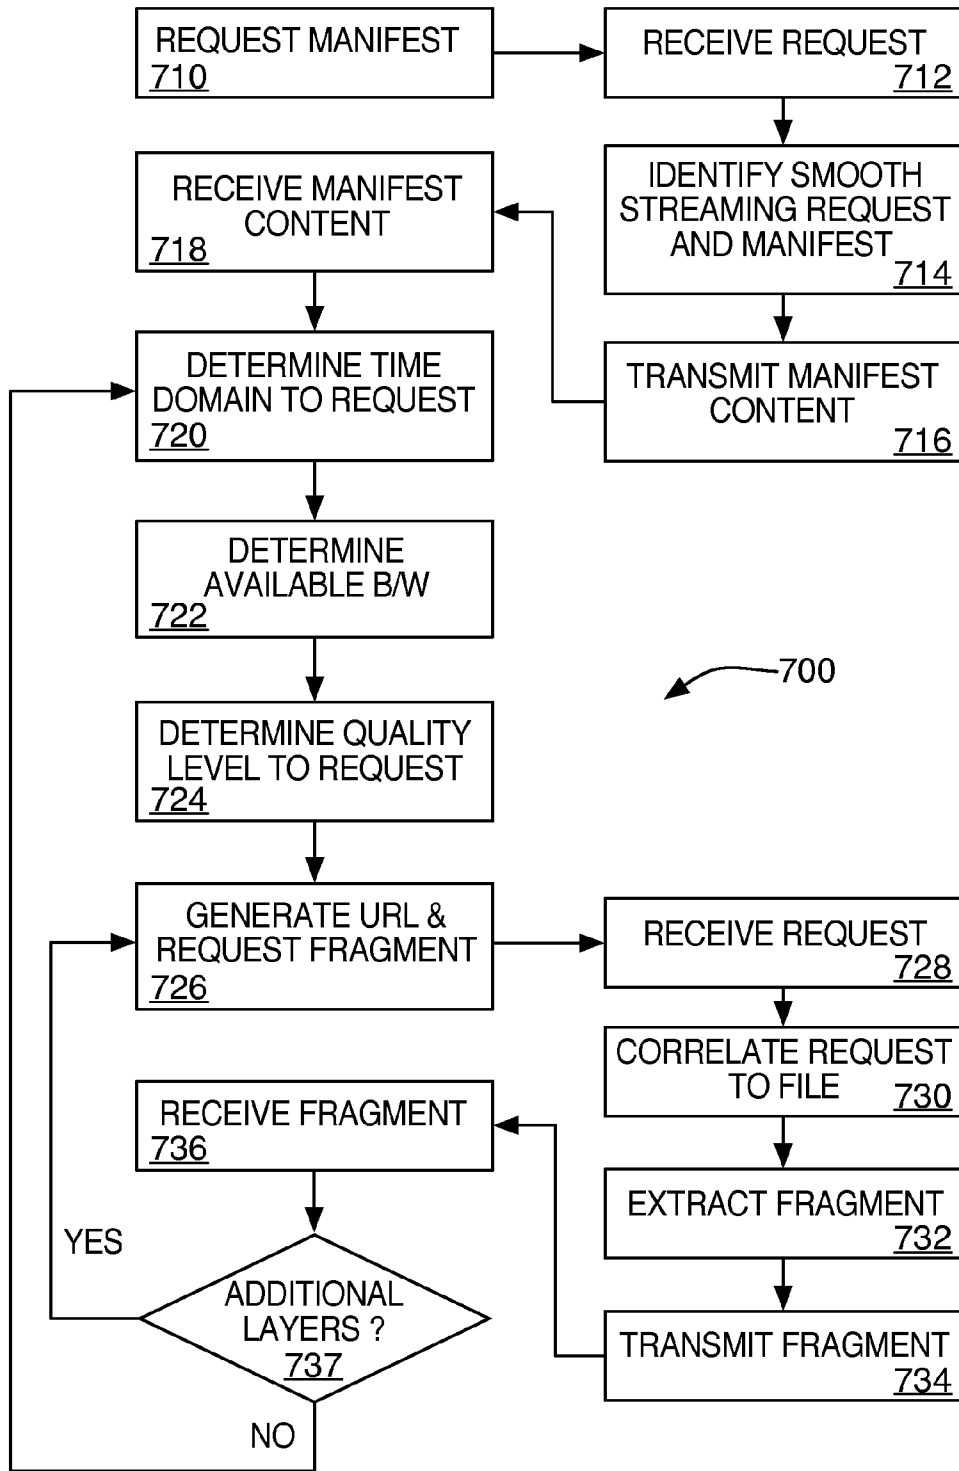 REQUEST MANIFEST
710
RECEIVE REQUEST
712
IDENTIFY SMOOTH
STREAMING REQUEST
AND MANIFEST
714
TRANSMIT MANIFEST
CONTENT
716
RECEIVE MANIFEST
CONTENT
718
DETERMINE TIME
DOMAIN TO REQUEST
720
DETERMINE
AVAILABLE B/W
722
700
DETERMINE QUALITY
LEVEL TO REQUEST
724
GENERATE URL &
REQUEST FRAGMENT
726
RECEIVE REQUEST
728
CORRELATE REQUEST
TO FILE
730
EXTRACT FRAGMENT
732
TRANSMIT FRAGMENT
734
RECEIVE FRAGMENT
736
YES
ADDITIONAL
LAYERS ?
737
NO